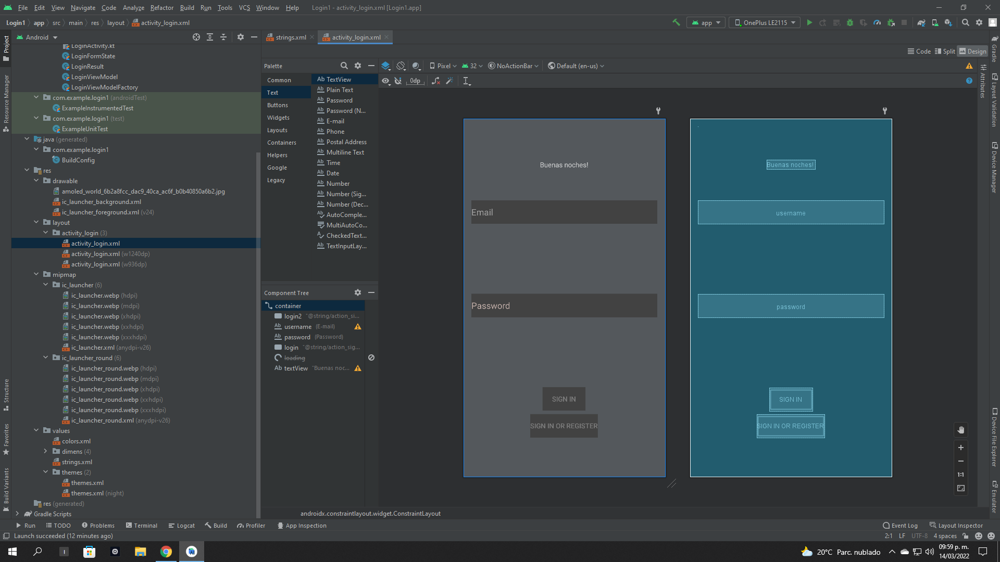 File Edit View Navigate Code Analyze Refactor Build Run Tools VCS Window Help Login1 - activity_login.xml [Login1.app]
Login1 app src main res layout activity_login.xml app OnePlus LE2115
Android
strings.xml activity_login.xml
Code Split Design
Project
Resource Manager
Structure
Favorites
Build Variants
LoginActivity.kt
LoginFormState
LoginResult
LoginViewModel
LoginViewModelFactory
com.example.login1 (androidTest)
ExampleInstrumentedTest
com.example.login1 (test)
ExampleUnitTest
java (generated)
com.example.login1
BuildConfig
res
drawable
amoled_world_6b2a8fcc_dac9_40ca_ac6f_b0b40850a6b2.jpg
ic_launcher_background.xml
ic_launcher_foreground.xml (v24)
layout
activity_login (3)
activity_login.xml
activity_login.xml (w1240dp)
activity_login.xml (w936dp)
mipmap
ic_launcher (6)
ic_launcher.webp (hdpi)
ic_launcher.webp (mdpi)
ic_launcher.webp (xhdpi)
ic_launcher.webp (xxhdpi)
ic_launcher.webp (xxxhdpi)
ic_launcher.xml (anydpi-v26)
ic_launcher_round (6)
ic_launcher_round.webp (hdpi)
ic_launcher_round.webp (mdpi)
ic_launcher_round.webp (xhdpi)
ic_launcher_round.webp (xxhdpi)
ic_launcher_round.webp (xxxhdpi)
ic_launcher_round.xml (anydpi-v26)
values
colors.xml
dimens (4)
strings.xml
themes (2)
themes.xml
themes.xml (night)
res (generated)
Gradle Scripts
Palette
Common
Text
Buttons
Widgets
Layouts
Containers
Helpers
Google
Legacy
Ab TextView
Ab Plain Text
Ab Password
Ab Password (N...
Ab E-mail
Ab Phone
Ab Postal Address
Ab Multiline Text
Ab Time
Ab Date
Ab Number
Ab Number (Sig...
Ab Number (Dec...
AutoComple...
MultiAutoCo...
CheckedText...
Ab TextInputLay...
Component Tree
container
login2 "@string/action_si...
Ab username (E-mail)
Ab password (Password)
login "@string/action_sig...
loading
Ab textView "Buenas noc...
Pixel 32 NoActionBar Default (en-us)
0dp
Buenas noches!
Email
Password
SIGN IN
SIGN IN OR REGISTER
Buenas noches!
username
password
SIGN IN
SIGN IN OR REGISTER
1:1
androidx.constraintlayout.widget.ConstraintLayout
Attributes
Gradle
Layout Validation
Device Manager
Device File Explorer
Emulator
Run TODO Problems Terminal Logcat Build Profiler App Inspection Event Log Layout Inspector
Launch succeeded (12 minutes ago) 2:1 LF UTF-8 4 spaces
20°C Parc. nublado 09:59 p. m.
14/03/2022